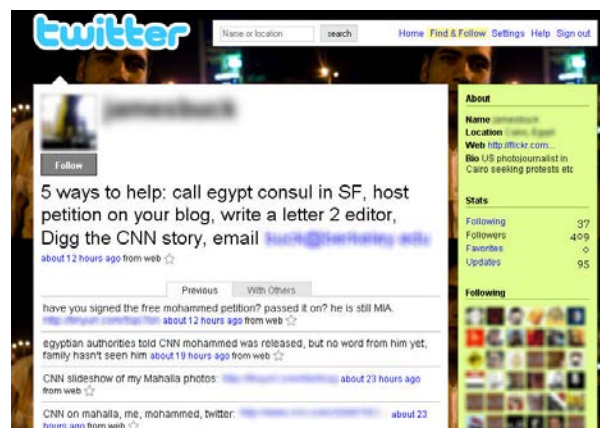 twitter
Name or location search Home Find & Follow Settings Help Sign out
Follow
5 ways to help: call egypt consul in SF, host
petition on your blog, write a letter 2 editor,
Digg the CNN story, email
about 12 hours ago from web
Previous With Others
have you signed the free mohammed petition? passed it on? he is still MIA.
about 12 hours ago from web
egyptian authorities told CNN mohammed was released, but no word from him yet,
family hasn't seen him about 19 hours ago from web
CNN slideshow of my Mahalla photos: about 23 hours ago
from web
CNN on mahalla, me, mohammed, twitter: about 23
hours ago from web
About
Name
Location
Web http://flickr.com...
Bio US photojournalist in
Cairo seeking protests etc
Stats
Following 37
Followers 409
Favorites 0
Updates 95
Following